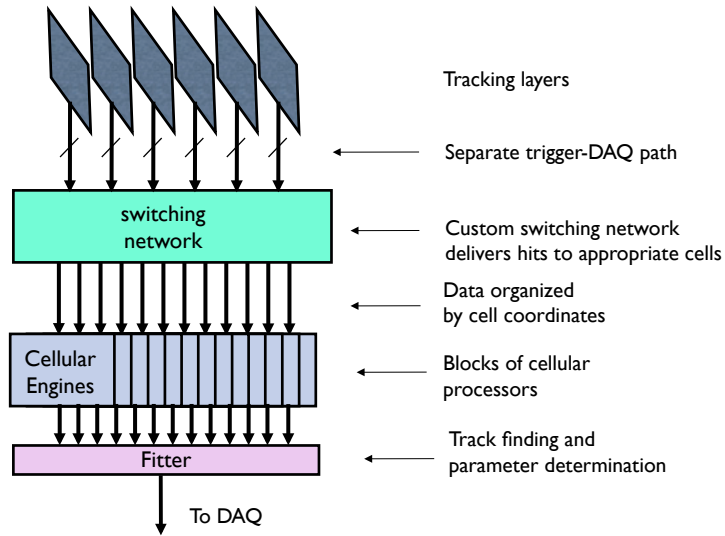 Tracking layers
Separate trigger-DAQ path
switching
network
Custom switching network
delivers hits to appropriate cells
Data organized
by cell coordinates
Cellular
Engines
Blocks of cellular
processors
Fitter
Track finding and
parameter determination
To DAQ